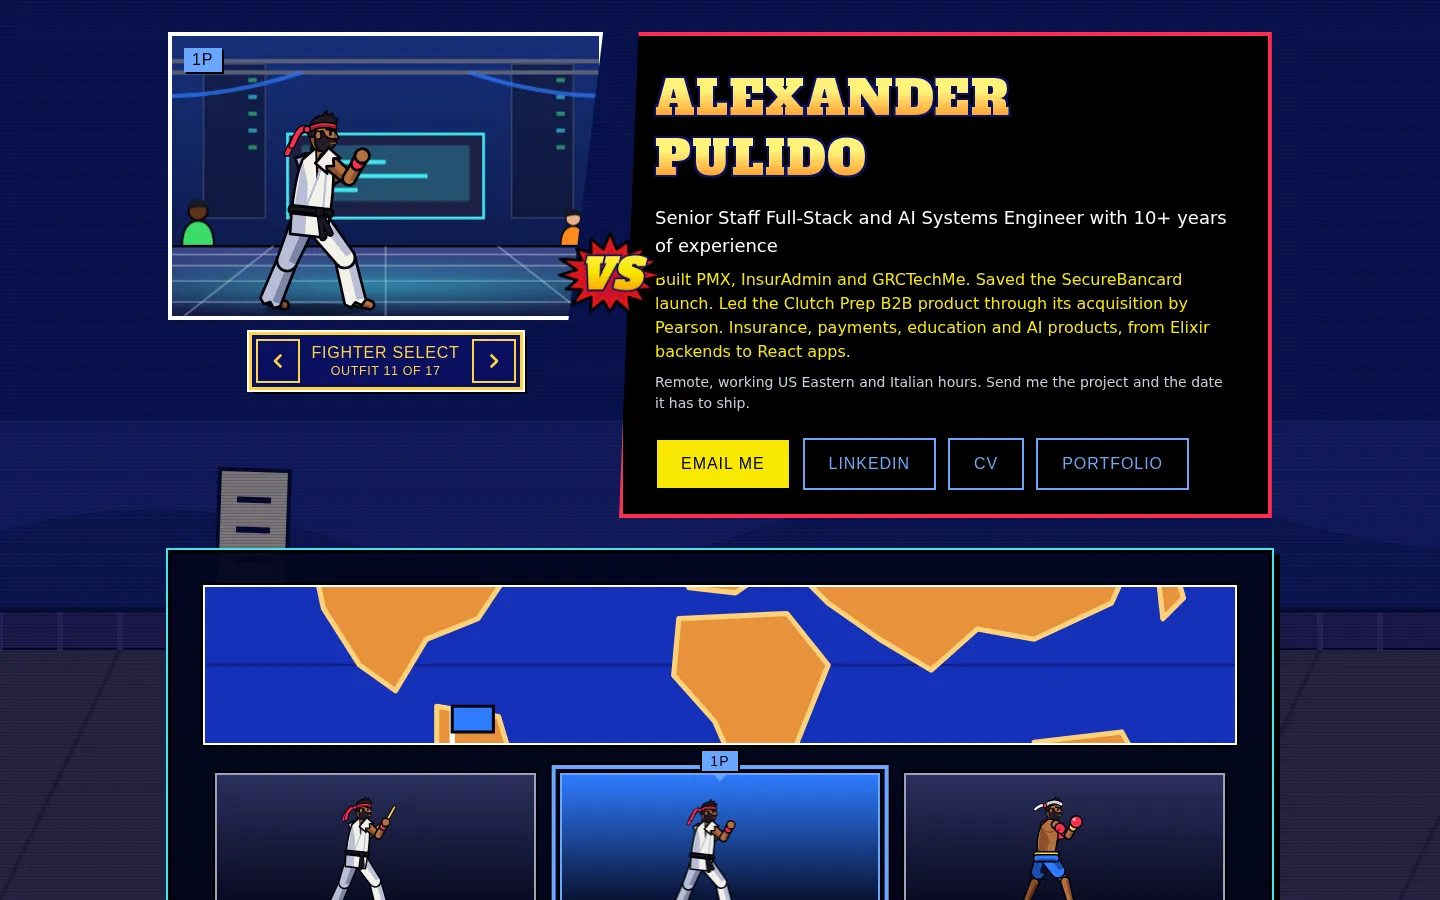 1P
ALEXANDER
PULIDO
Senior Staff Full-Stack and AI Systems Engineer with 10+ years
of experience
VS
Built PMX, InsurAdmin and GRCTechMe. Saved the SecureBancard
launch. Led the Clutch Prep B2B product through its acquisition by
Pearson. Insurance, payments, education and AI products, from Elixir
backends to React apps.
FIGHTER SELECT
OUTFIT 11 OF 17
Remote, working US Eastern and Italian hours. Send me the project and the date
it has to ship.
EMAIL ME
LINKEDIN
CV
PORTFOLIO
1P